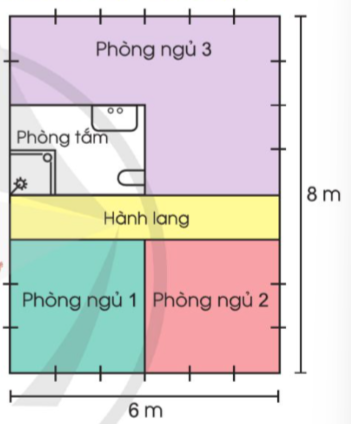 Phòng ngủ 3
Phòng tắm
Hành lang
8 m
Phòng ngủ 1
Phòng ngủ 2
6 m